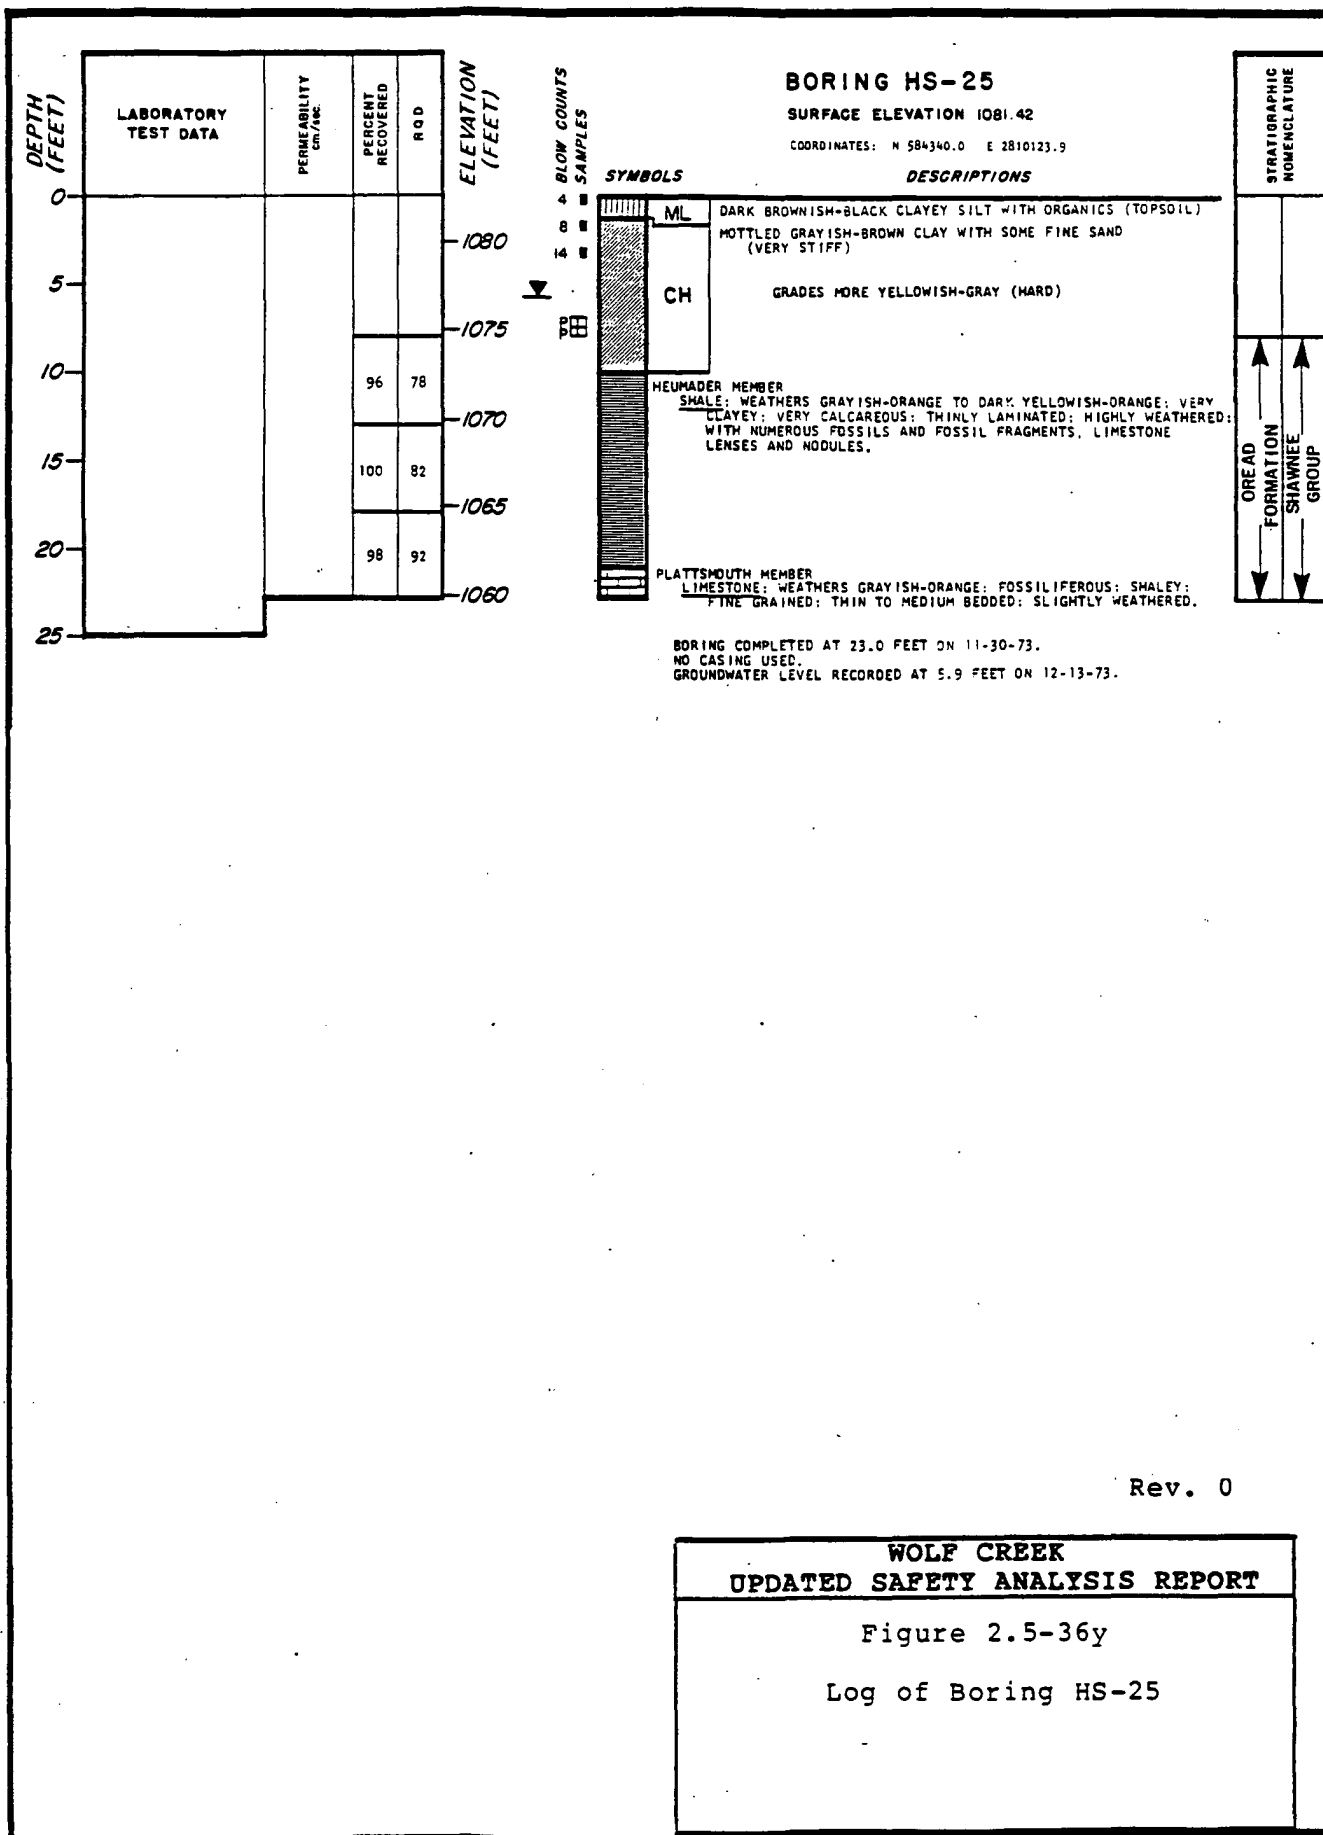 BORING HS-25
SURFACE ELEVATION 1081.42
COORDINATES: N 584340.0 E 2810123.9
DEPTH
(FEET)
LABORATORY
TEST DATA
PERMEABILITY
cm/sec.
PERCENT
RECOVERED
RQD
ELEVATION
(FEET)
BLOW COUNTS
SAMPLES
SYMBOLS
DESCRIPTIONS
STRATIGRAPHIC
NOMENCLATURE
0
5
10
15
20
25
96 78
100 82
98 92
1080
1075
1070
1065
1060
4
8
14
P
P
ML
CH
DARK BROWNISH-BLACK CLAYEY SILT WITH ORGANICS (TOPSOIL)
MOTTLED GRAYISH-BROWN CLAY WITH SOME FINE SAND
(VERY STIFF)
GRADES MORE YELLOWISH-GRAY (HARD)
HEUMADER MEMBER
SHALE: WEATHERS GRAYISH-ORANGE TO DARK YELLOWISH-ORANGE; VERY
CLAYEY; VERY CALCAREOUS; THINLY LAMINATED; HIGHLY WEATHERED;
WITH NUMEROUS FOSSILS AND FOSSIL FRAGMENTS, LIMESTONE
LENSES AND NODULES.
PLATTSMOUTH MEMBER
LIMESTONE: WEATHERS GRAYISH-ORANGE; FOSSILIFEROUS; SHALEY;
FINE GRAINED; THIN TO MEDIUM BEDDED; SLIGHTLY WEATHERED.
BORING COMPLETED AT 23.0 FEET ON 11-30-73.
NO CASING USED.
GROUNDWATER LEVEL RECORDED AT 5.9 FEET ON 12-13-73.
OREAD
FORMATION
SHAWNEE
GROUP
Rev. 0
WOLF CREEK
UPDATED SAFETY ANALYSIS REPORT
Figure 2.5-36y
Log of Boring HS-25